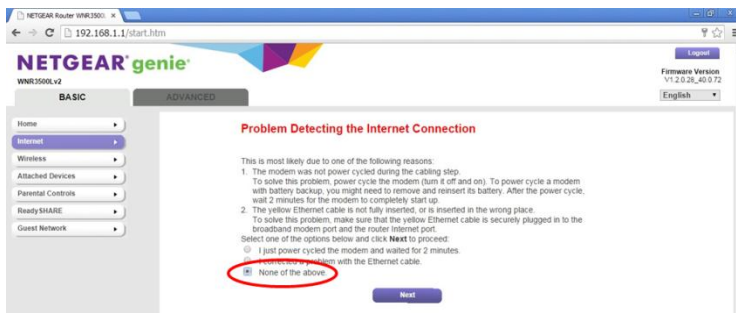 NETGEAR Router WNR3500L
192.168.1.1/start.htm
NETGEAR genie
Logout
WNR3500Lv2
Firmware Version
V1.2.0.28_40.0.72
BASIC
ADVANCED
English
Home
Internet
Wireless
Attached Devices
Parental Controls
ReadySHARE
Guest Network
Problem Detecting the Internet Connection
This is most likely due to one of the following reasons:
1. The modem was not power cycled during the cabling step.
To solve this problem, power cycle the modem (turn it off and on). To power cycle a modem
with battery backup, you might need to remove and reinsert its battery. After the power cycle,
wait 2 minutes for the modem to completely start up.
2. The yellow Ethernet cable is not fully inserted, or is inserted in the wrong place.
To solve this problem, make sure that the yellow Ethernet cable is securely plugged in to the
broadband modem port and the router Internet port.
Select one of the options below and click Next to proceed:
I just power cycled the modem and waited for 2 minutes.
I corrected a problem with the Ethernet cable.
None of the above.
Next